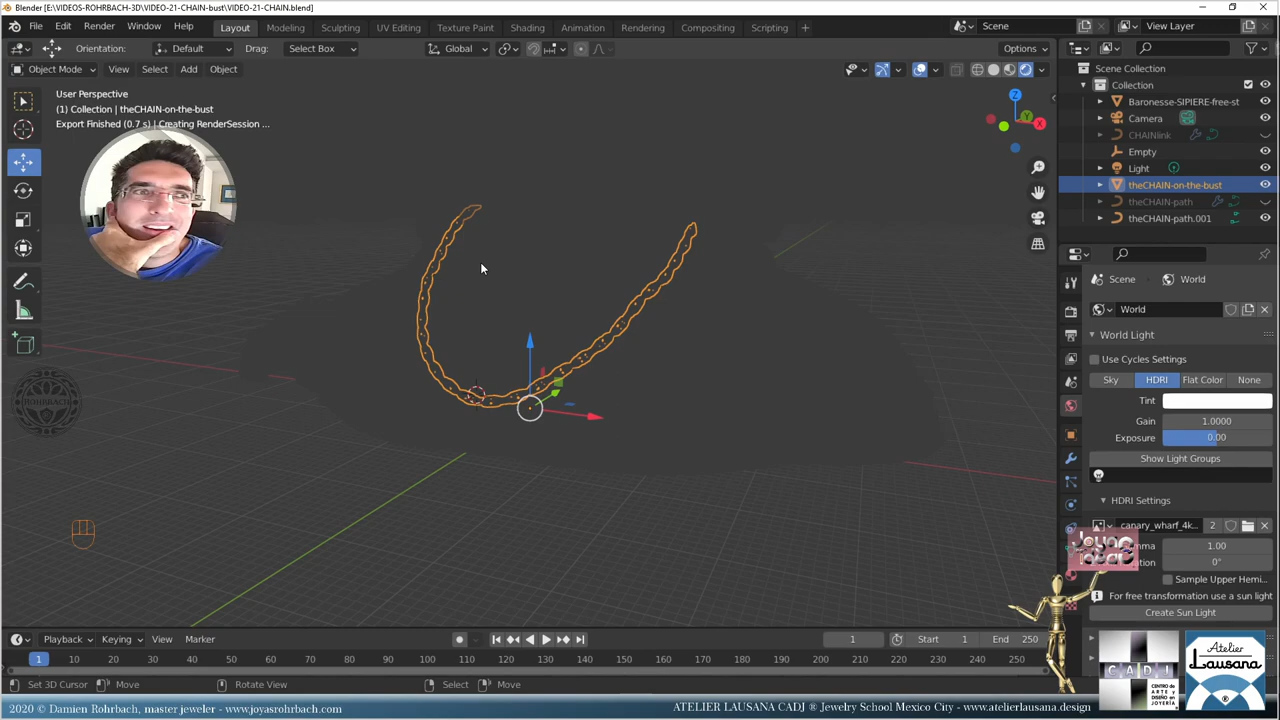 Blender [E:\VIDEOS-ROHRBACH-3D\VIDEO-21-CHAIN-bust\VIDEO-21-CHAIN.blend]
File Edit Render Window Help Layout Modeling Sculpting UV Editing Texture Paint Shading Animation Rendering Compositing Scripting + Scene View Layer
Orientation: Default Drag: Select Box Global Options
Object Mode View Select Add Object
User Perspective
(1) Collection | theCHAIN-on-the-bust
Export Finished (0.7 s) | Creating RenderSession ...
Z
Y
X
Scene Collection
Collection
Baronesse-SIPIERE-free-st
Camera
CHAINlink
Empty
Light
theCHAIN-on-the-bust
theCHAIN-path
theCHAIN-path.001
Scene World
World
World Light
Use Cycles Settings
Sky HDRI Flat Color None
Tint
Gain 1.0000
Exposure 0.00
Show Light Groups
HDRI Settings
canary_wharf_4k... 2
1.00
0°
Sample Upper Hemi...
For free transformation use a sun light
Create Sun Light
ROHRBACH
Playback Keying View Marker 1 Start 1 End 250
1 10 20 30 40 50 60 70 80 90 100 110 120 130 140 150 160 170 180 190 200 210 220 230 240 250
Set 3D Cursor Move Rotate View Select Move
CADJ
CENTRO DE
ARTE Y
DISEÑO EN
JOYERÍA
Atelier
Lausana
2020 © Damien Rohrbach, master jeweler - www.joyasrohrbach.com ATELIER LAUSANA CADJ ® Jewelry School Mexico City - www.atelierlausana.design